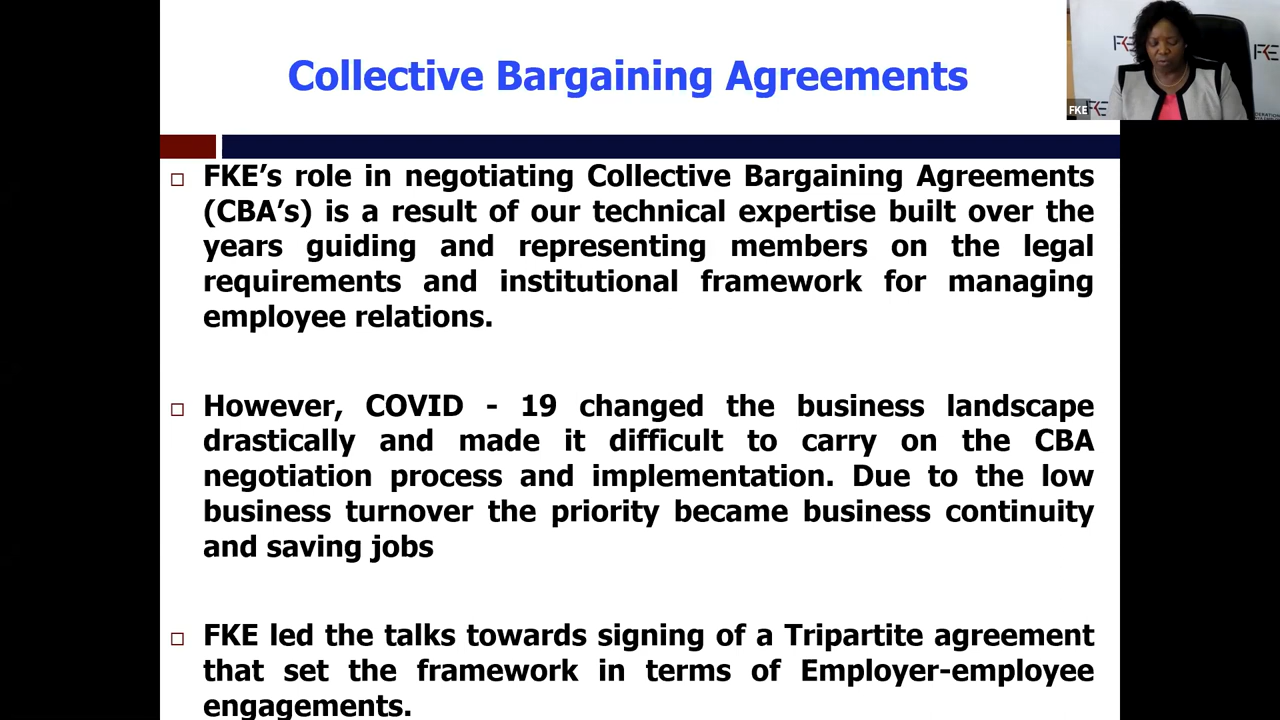 Collective Bargaining Agreements
FKE
FKE
□ FKE’s role in negotiating Collective Bargaining Agreements
(CBA’s) is a result of our technical expertise built over the
years guiding and representing members on the legal
requirements and institutional framework for managing
employee relations.
□ However, COVID - 19 changed the business landscape
drastically and made it difficult to carry on the CBA
negotiation process and implementation. Due to the low
business turnover the priority became business continuity
and saving jobs
□ FKE led the talks towards signing of a Tripartite agreement
that set the framework in terms of Employer-employee
engagements.